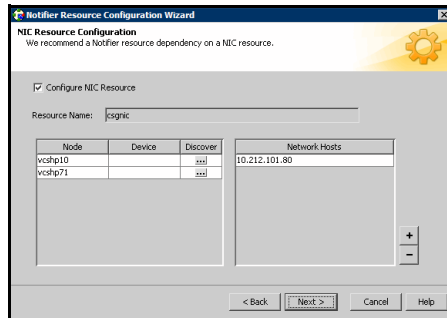 Notifier Resource Configuration Wizard
NIC Resource Configuration
We recommend a Notifier resource dependency on a NIC resource.
Configure NIC Resource
Resource Name: csgnic
Node Device Discover Network Hosts
vcshp10 ... 10.212.101.80
vcshp71 ...
+
−
< Back Next > Cancel Help